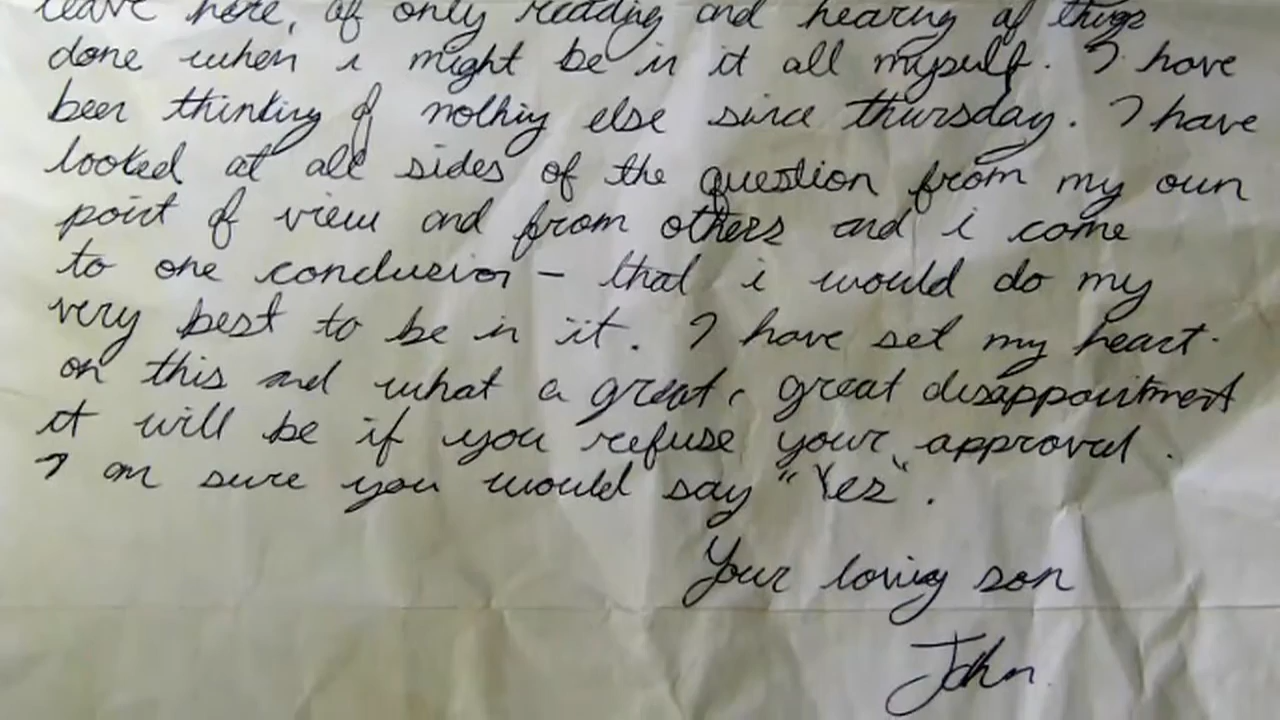 leave here, of only reading and hearing of things
done when i might be in it all myself. I have
been thinking of nothing else since thursday. I have
looked at all sides of the question from my own
point of view and from others and i come
to one conclusion – that i would do my
very best to be in it. I have set my heart.
on this and what a great, great disappointment
it will be if you refuse your approval.
I am sure you would say "Yes".
Your loving son
John